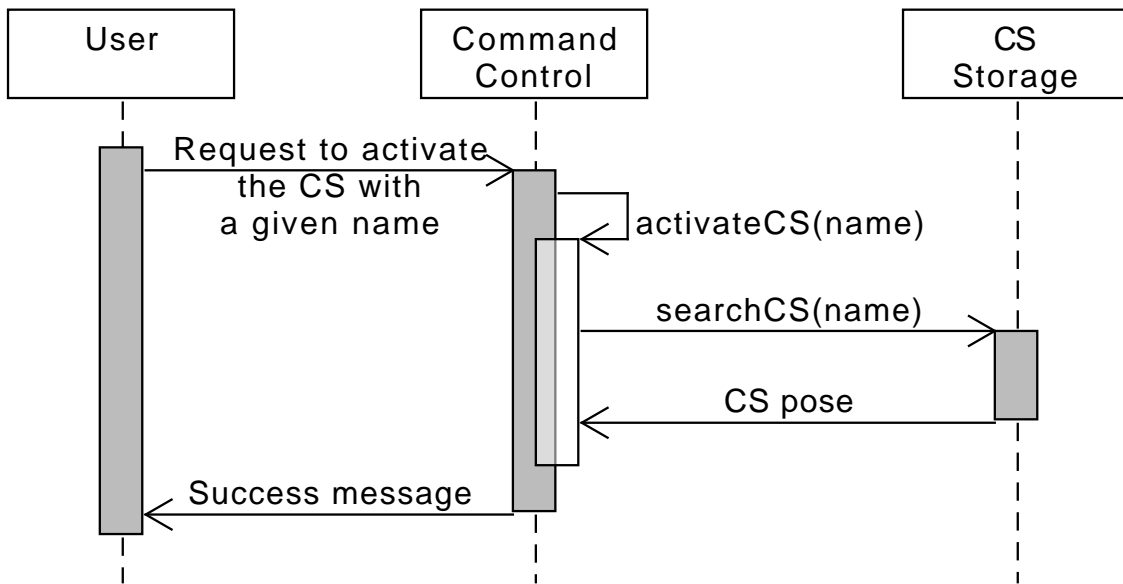 User
Command
Control
CS
Storage
Request to activate
the CS with
a given name
activateCS(name)
searchCS(name)
CS pose
Success message